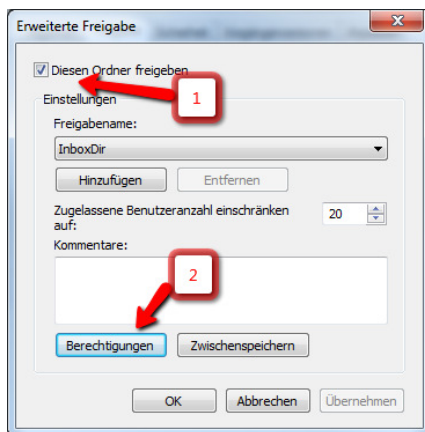 Erweiterte Freigabe
Diesen Ordner freigeben
1
Einstellungen
Freigabename:
InboxDir
Hinzufügen Entfernen
Zugelassene Benutzeranzahl einschränken
auf:
20
Kommentare:
2
Berechtigungen Zwischenspeichern
OK Abbrechen Übernehmen